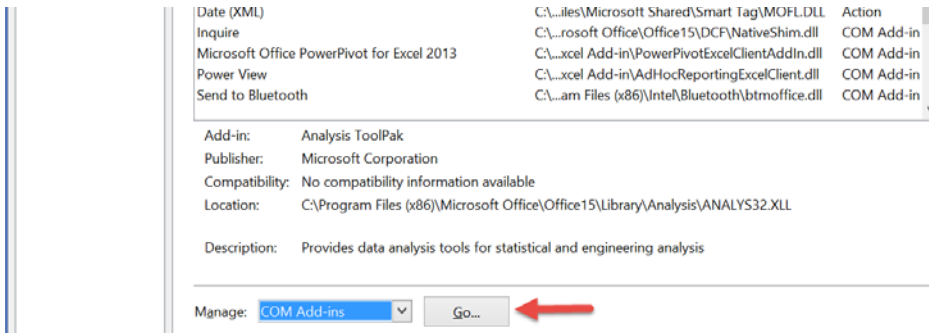 Date (XML) C:\...iles\Microsoft Shared\Smart Tag\MOFL.DLL Action
Inquire C:\...rosoft Office\Office15\DCF\NativeShim.dll COM Add-in
Microsoft Office PowerPivot for Excel 2013 C:\...xcel Add-in\PowerPivotExcelClientAddIn.dll COM Add-in
Power View C:\...xcel Add-in\AdHocReportingExcelClient.dll COM Add-in
Send to Bluetooth C:\...am Files (x86)\Intel\Bluetooth\btmoffice.dll COM Add-in
Add-in: Analysis ToolPak
Publisher: Microsoft Corporation
Compatibility: No compatibility information available
Location: C:\Program Files (x86)\Microsoft Office\Office15\Library\Analysis\ANALYS32.XLL
Description: Provides data analysis tools for statistical and engineering analysis
Manage: COM Add-ins Go...